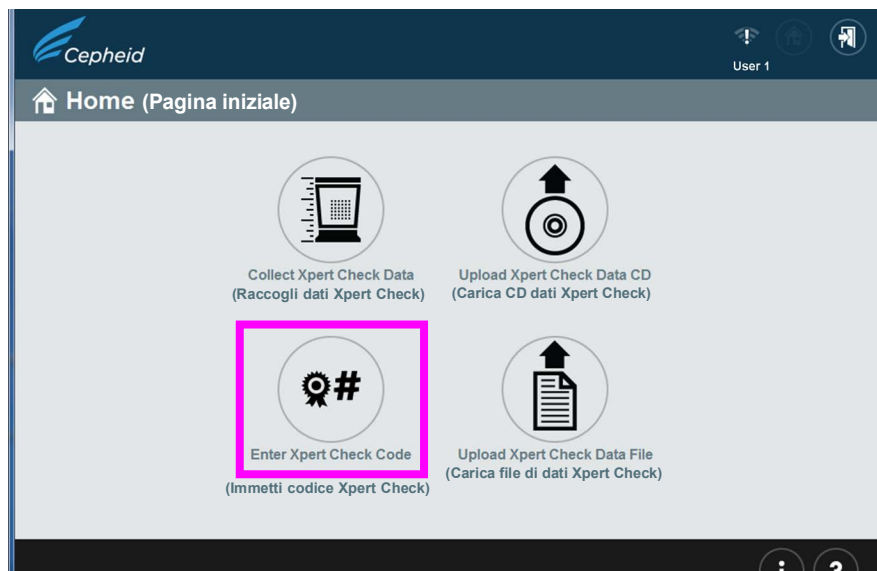 Cepheid
User 1
Home (Pagina iniziale)
Collect Xpert Check Data
(Raccogli dati Xpert Check)
Upload Xpert Check Data CD
(Carica CD dati Xpert Check)
#
Enter Xpert Check Code
(Immetti codice Xpert Check)
Upload Xpert Check Data File
(Carica file di dati Xpert Check)
i ?